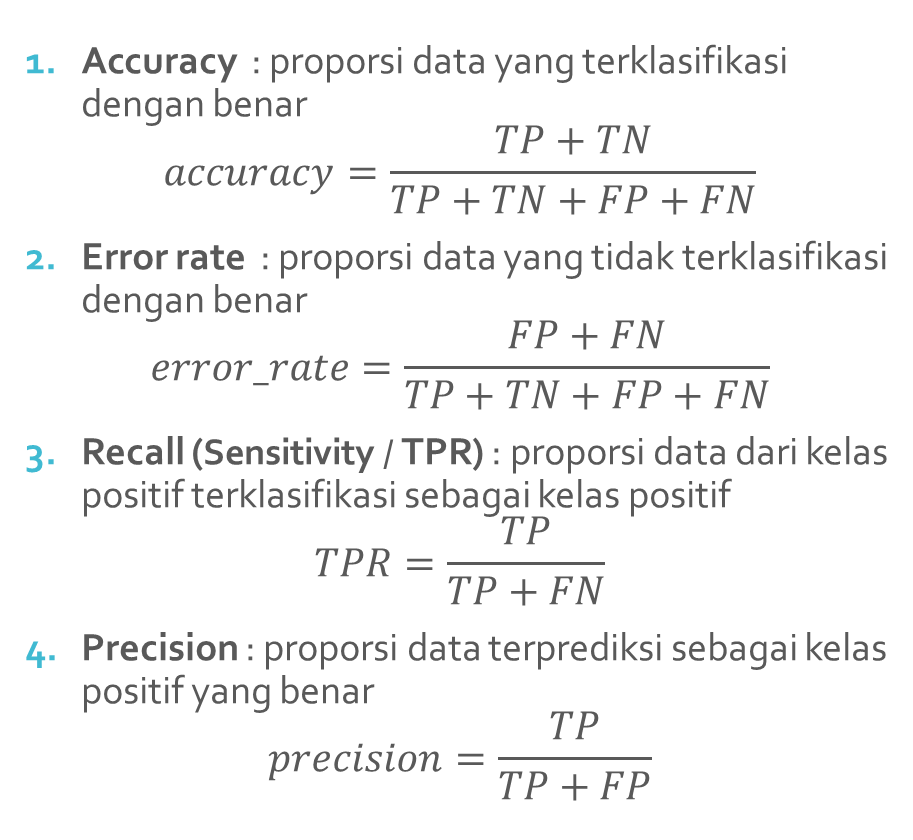 1. Accuracy : proporsi data yang terklasifikasi
dengan benar
accuracy = \frac{TP + TN}{TP + TN + FP + FN}
2. Error rate : proporsi data yang tidak terklasifikasi
dengan benar
error_rate = \frac{FP + FN}{TP + TN + FP + FN}
3. Recall (Sensitivity / TPR) : proporsi data dari kelas
positif terklasifikasi sebagai kelas positif
TPR = \frac{TP}{TP + FN}
4. Precision : proporsi data terprediksi sebagai kelas
positif yang benar
precision = \frac{TP}{TP + FP}